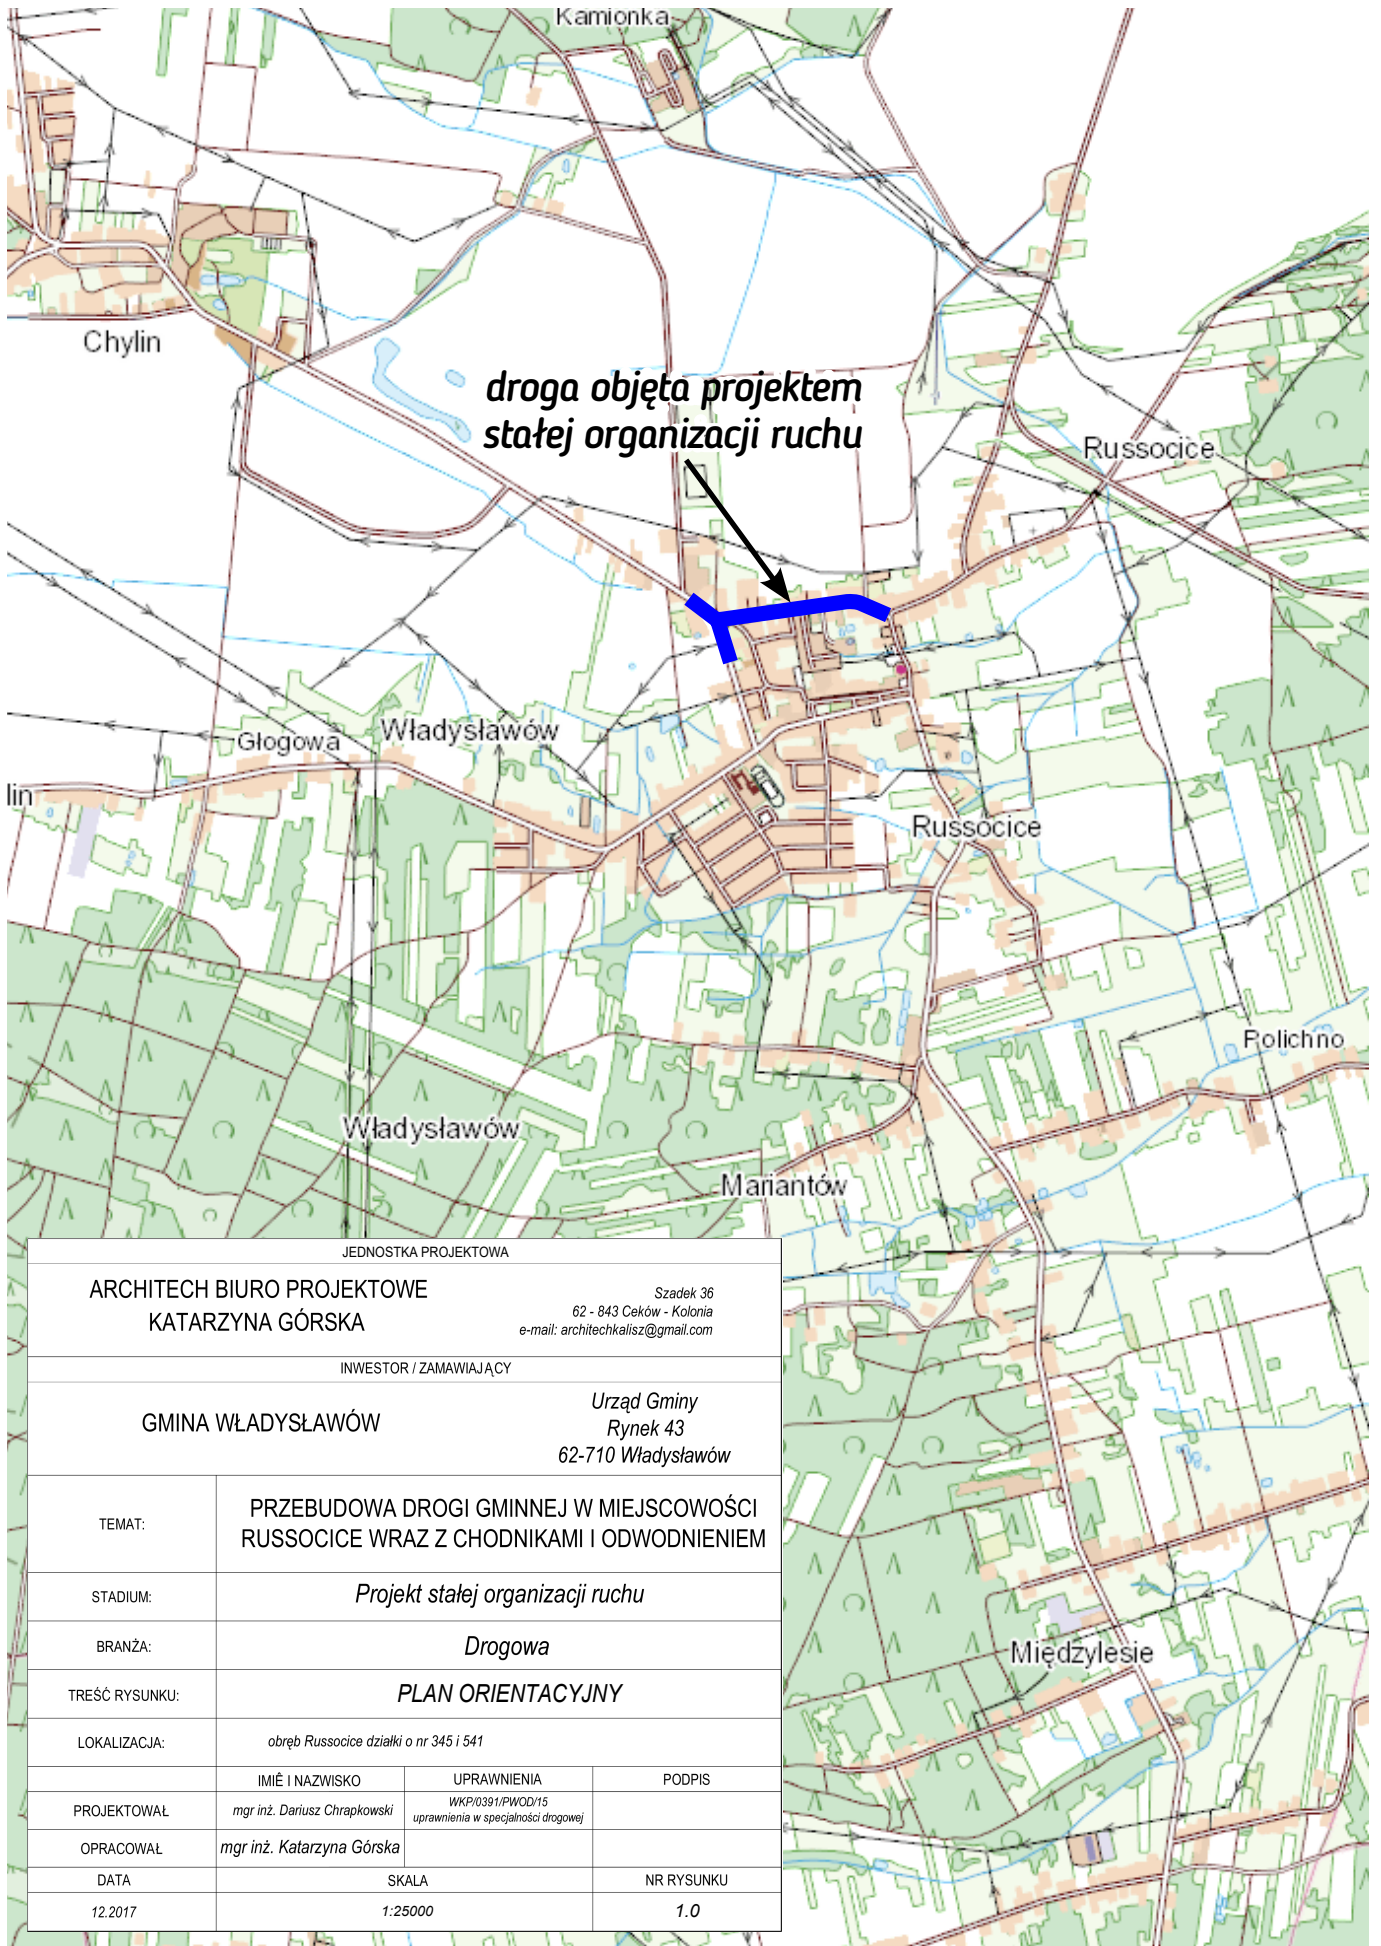 Kamionka
Chylin
droga objęta projektem
stałej organizacji ruchu
Russocice
Władysławów
Głogowa
lin
Russocice
Polichno
Władysławów
Mariantów
Międzylesie
JEDNOSTKA PROJEKTOWA
ARCHITECH BIURO PROJEKTOWE
KATARZYNA GÓRSKA
Szadek 36
62 - 843 Ceków - Kolonia
e-mail: architechkalisz@gmail.com
INWESTOR / ZAMAWIAJĄCY
GMINA WŁADYSŁAWÓW
Urząd Gminy
Rynek 43
62-710 Władysławów
TEMAT:
PRZEBUDOWA DROGI GMINNEJ W MIEJSCOWOŚCI
RUSSOCICE WRAZ Z CHODNIKAMI I ODWODNIENIEM
STADIUM:
Projekt stałej organizacji ruchu
BRANŻA:
Drogowa
TREŚĆ RYSUNKU:
PLAN ORIENTACYJNY
LOKALIZACJA:
obręb Russocice działki o nr 345 i 541
IMIÊ I NAZWISKO
UPRAWNIENIA
PODPIS
PROJEKTOWAŁ
mgr inż. Dariusz Chrapkowski
WKP/0391/PWOD/15
uprawnienia w specjalności drogowej
OPRACOWAŁ
mgr inż. Katarzyna Górska
DATA
SKALA
NR RYSUNKU
12.2017
1:25000
1.0